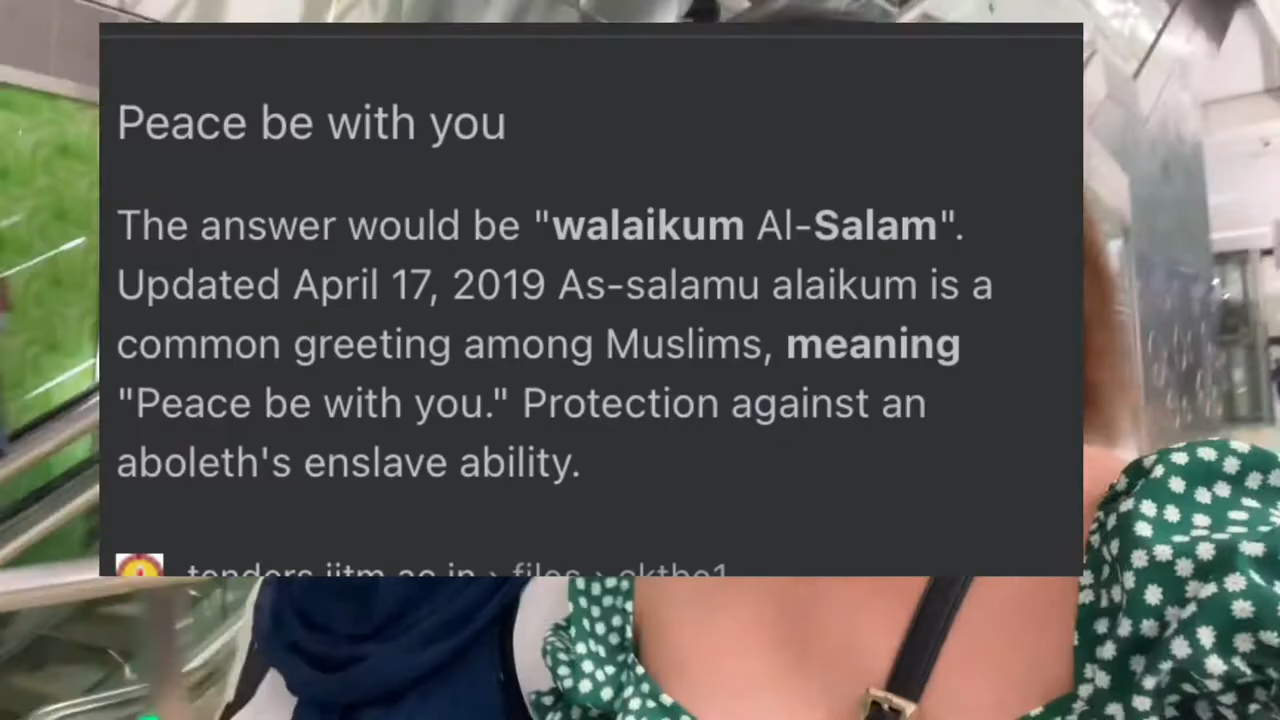 Peace be with you
The answer would be "walaikum Al-Salam".
Updated April 17, 2019 As-salamu alaikum is a
common greeting among Muslims, meaning
"Peace be with you." Protection against an
aboleth's enslave ability.